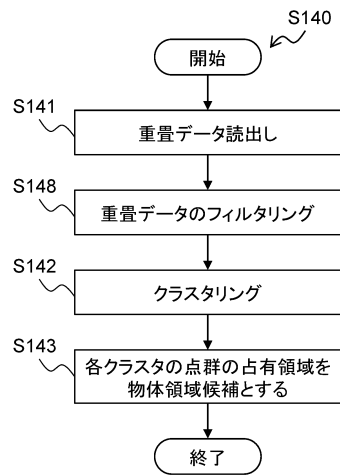 S140
開始
S141
重畳データ読出し
S148
重畳データのフィルタリング
S142
クラスタリング
S143
各クラスタの点群の占有領域を
物体領域候補とする
終了